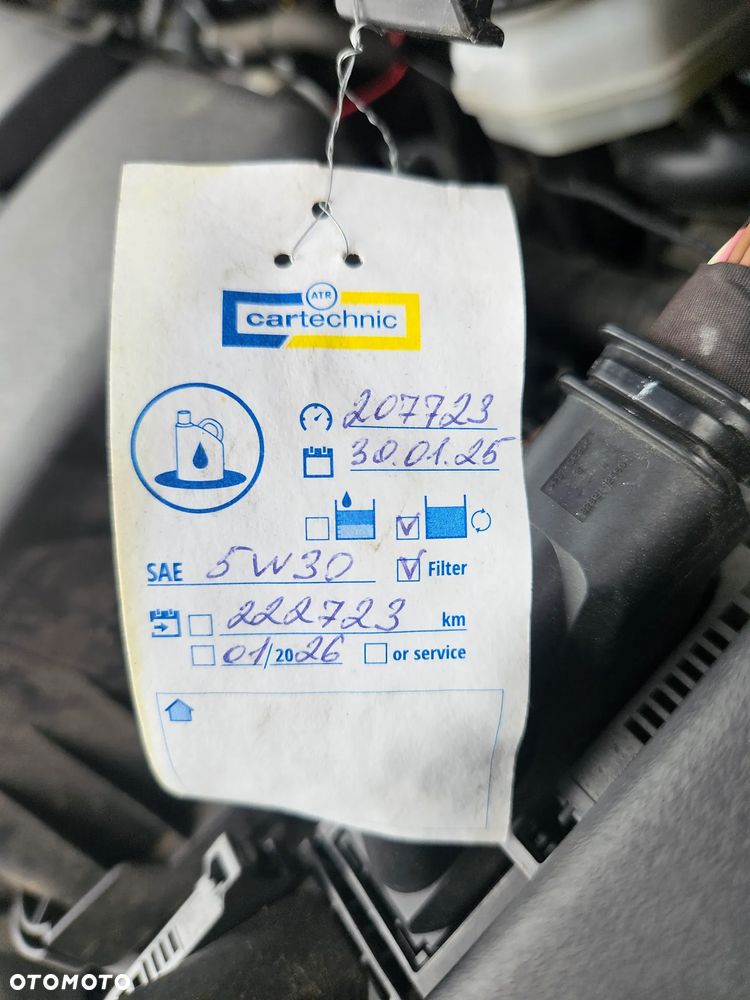 ATR
cartechnic
207723
30.01.25
SAE 5W30 Filter
222723 km
01/2026 or service
OTOMOTO